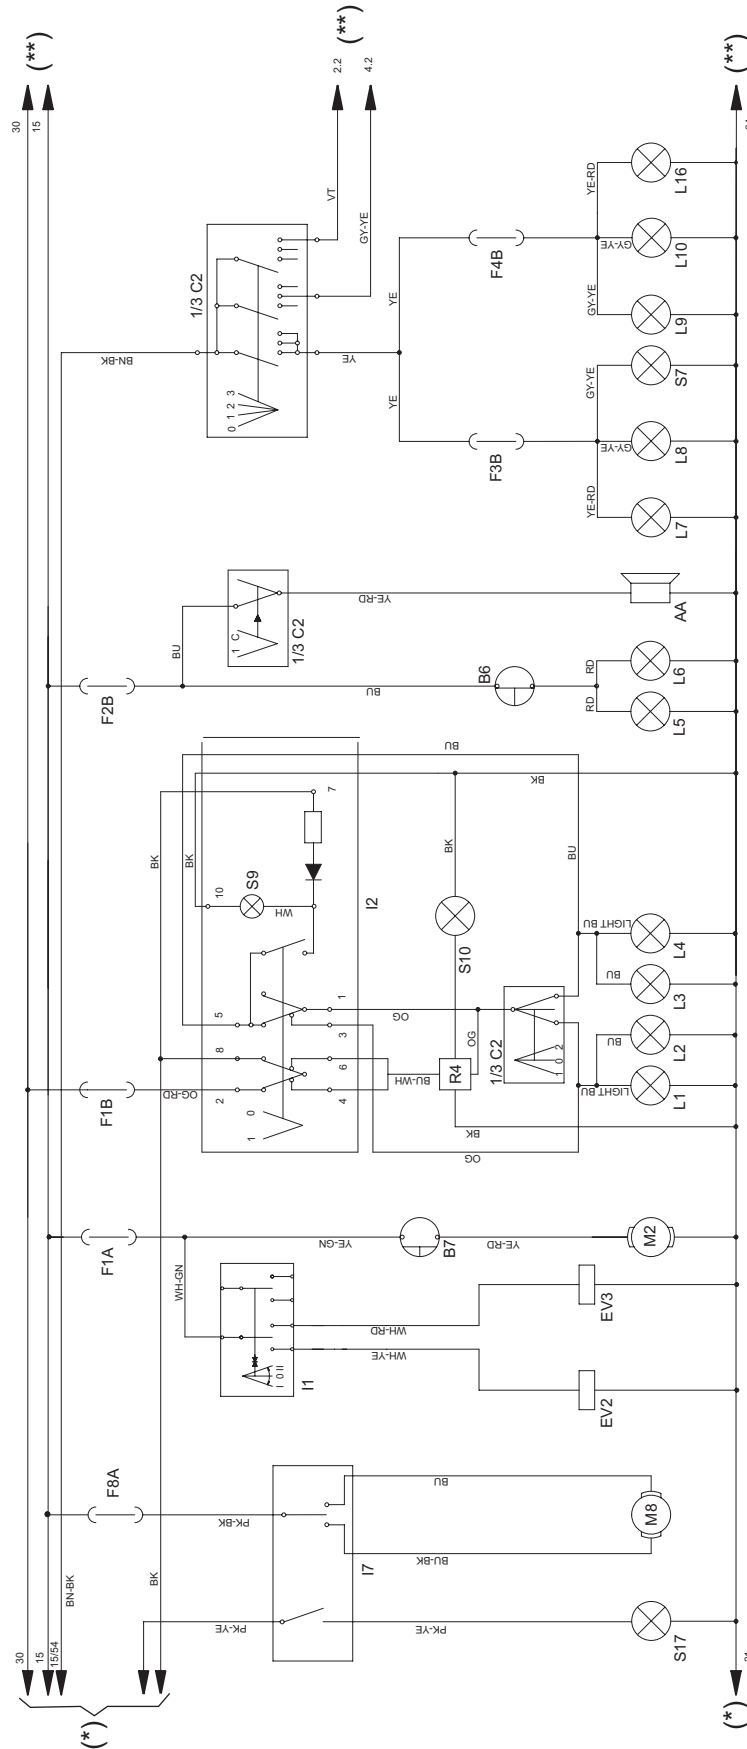 30
15
15/54
(*)
BN-BK
BK
F8A
PK-BK
PK-YE
I7
PK-YE
BU-BK
BU
M8
S17
(*)
F1A
WH-GN
YE-GN
I 0 II
I1
WH-RD
WH-YE
B7
YE-RD
EV2
EV3
M2
F1B
OG-RD
BK
BK
1 0
2
8
5
10
S9
WH
7
4
6
3
1
I2
OG
OG
OG
BU-WH
R4
BK
S10
BK
BK
BU
BU
1/3 C2
1 0 2
LIGHT BU
BU
BU
LIGHT BU
L1
L2
L3
L4
F2B
BU
BU
1 C
1/3 C2
YE-RD
B6
RD
RD
L5
L6
AA
BN-BK
1/3 C2
0 1 2 3
YE
VT
GY-YE
YE
YE
F3B
F4B
YE-RD
GY-YE
GY-YE
GY-YE
GY-YE
YE-RD
L7
L8
S7
L9
L10
L16
30
15
(**)
2.2
4.2
(**)
(**)